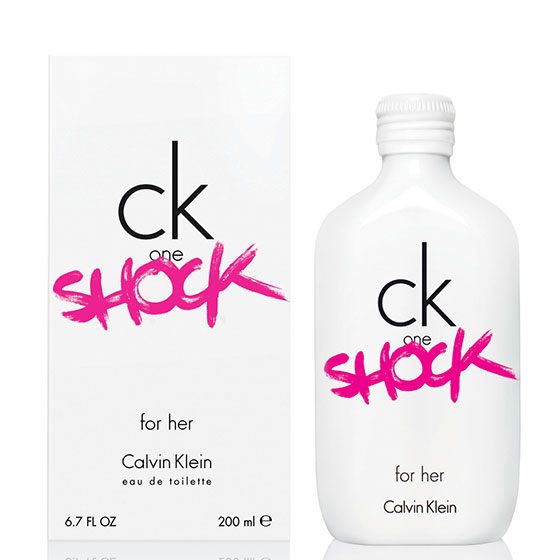 ck
one
SHOCK
for her
Calvin Klein
eau de toilette
6.7 FL OZ 200 ml e
ck
one
SHOCK
for her
Calvin Klein